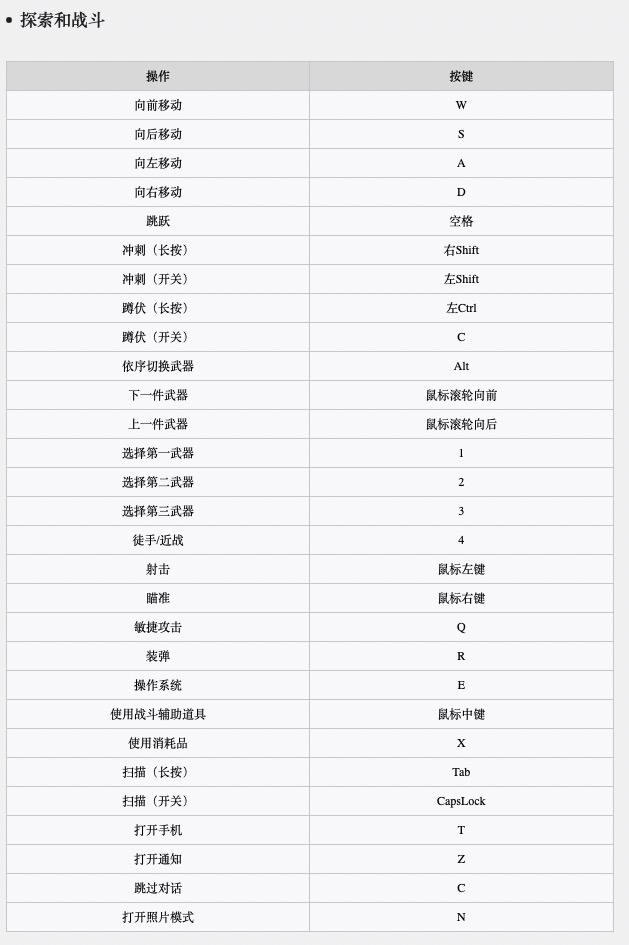 • 探索和战斗
操作 按键
向前移动 W
向后移动 S
向左移动 A
向右移动 D
跳跃 空格
冲刺（长按） 右Shift
冲刺（开关） 左Shift
蹲伏（长按） 左Ctrl
蹲伏（开关） C
依序切换武器 Alt
下一件武器 鼠标滚轮向前
上一件武器 鼠标滚轮向后
选择第一武器 1
选择第二武器 2
选择第三武器 3
徒手/近战 4
射击 鼠标左键
瞄准 鼠标右键
敏捷攻击 Q
装弹 R
操作系统 E
使用战斗辅助道具 鼠标中键
使用消耗品 X
扫描（长按） Tab
扫描（开关） CapsLock
打开手机 T
打开通知 Z
跳过对话 C
打开照片模式 N